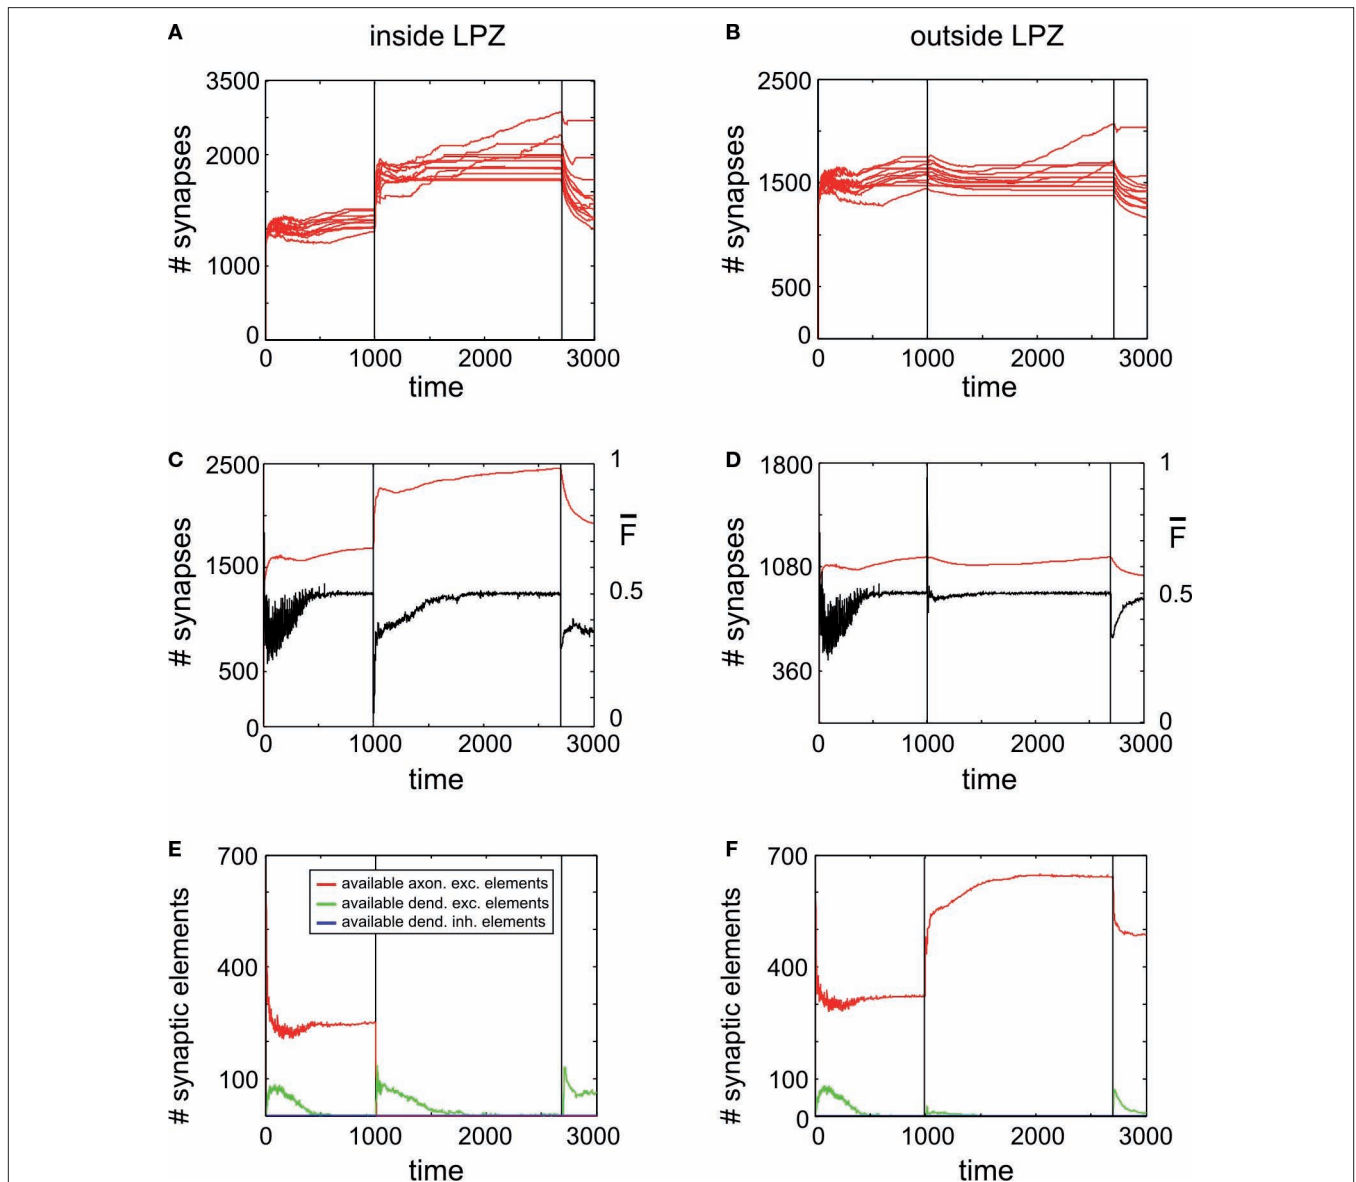 A
inside LPZ
B
outside LPZ
3500
2000
1000
0
# synapses
0
1000
2000
3000
time
2500
1500
500
0
# synapses
0
1000
2000
3000
time
C
2500
1500
500
0
# synapses
1
F̅
0.5
0
0
1000
2000
3000
time
D
1800
1080
360
0
# synapses
1
F̅
0.5
0
0
1000
2000
3000
time
E
700
400
100
# synaptic elements
available axon. exc. elements
available dend. exc. elements
available dend. inh. elements
0
1000
2000
3000
time
F
700
400
100
0
# synaptic elements
0
1000
2000
3000
time